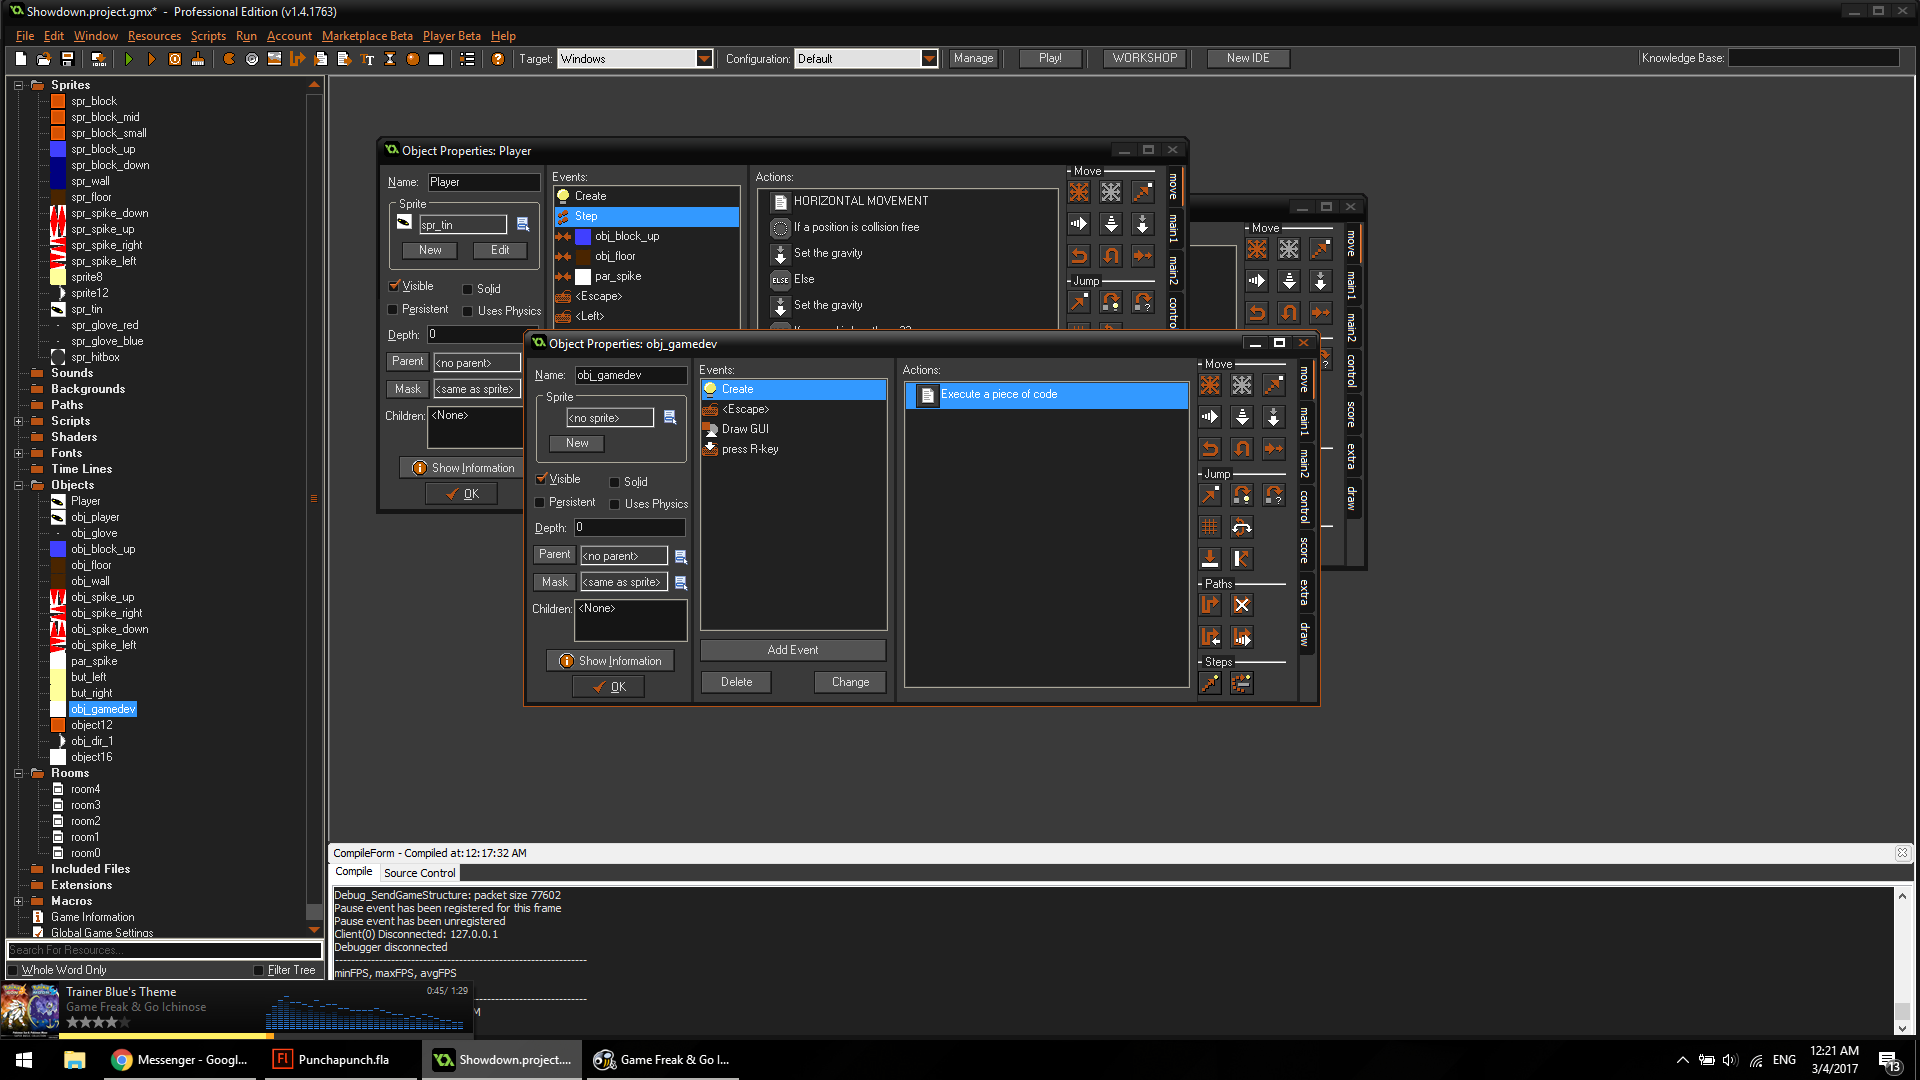 Showdown.project.gmx* - Professional Edition (v1.4.1763)
File Edit Window Resources Scripts Run Account Marketplace Beta Player Beta Help
Target: Windows Configuration: Default Manage Play! WORKSHOP New IDE Knowledge Base:
Sprites
spr_block
spr_block_mid
spr_block_small
spr_block_up
spr_block_down
spr_wall
spr_floor
spr_spike_down
spr_spike_up
spr_spike_right
spr_spike_left
sprite8
sprite12
spr_tin
spr_glove_red
spr_glove_blue
spr_hitbox
Sounds
Backgrounds
Paths
Scripts
Shaders
Fonts
Time Lines
Objects
Player
obj_player
obj_glove
obj_block_up
obj_floor
obj_wall
obj_spike_up
obj_spike_right
obj_spike_down
obj_spike_left
par_spike
but_left
but_right
obj_gamedev
object12
obj_dir_1
object16
Rooms
room4
room3
room2
room1
room0
Included Files
Extensions
Macros
Game Information
Global Game Settings
Search For Resources...
Whole Word Only Filter Tree
Object Properties: Player
Name: Player
Sprite
spr_tin
New Edit
Visible Solid
Persistent Uses Physics
Depth: 0
Parent <no parent>
Mask <same as sprite>
Children: <None>
Show Information
OK
Events:
Create
Step
obj_block_up
obj_floor
par_spike
<Escape>
<Left>
Actions:
HORIZONTAL MOVEMENT
If a position is collision free
Set the gravity
ELSE Else
Set the gravity
Move
Jump
move
main1
main2
control
Move
move
main1
main2
control
score
extra
draw
Object Properties: obj_gamedev
Name: obj_gamedev
Sprite
<no sprite>
New
Visible Solid
Persistent Uses Physics
Depth: 0
Parent <no parent>
Mask <same as sprite>
Children: <None>
Show Information
OK
Events:
Create
<Escape>
Draw GUI
press R-key
Add Event
Delete Change
Actions:
Execute a piece of code
Move
Jump
Paths
Steps
move
main1
main2
control
score
extra
draw
CompileForm - Compiled at:12:17:32 AM
Compile Source Control
Debug_SendGameStructure: packet size 77602
Pause event has been registered for this frame
Pause event has been unregistered
Client(0) Disconnected: 127.0.0.1
Debugger disconnected
minFPS, maxFPS, avgFPS
M
Trainer Blue's Theme 0:45/ 1:29
Game Freak & Go Ichinose
Messenger - Googl...
Punchapunch.fla
Showdown.project....
Game Freak & Go I...
ENG
12:21 AM
3/4/2017
13